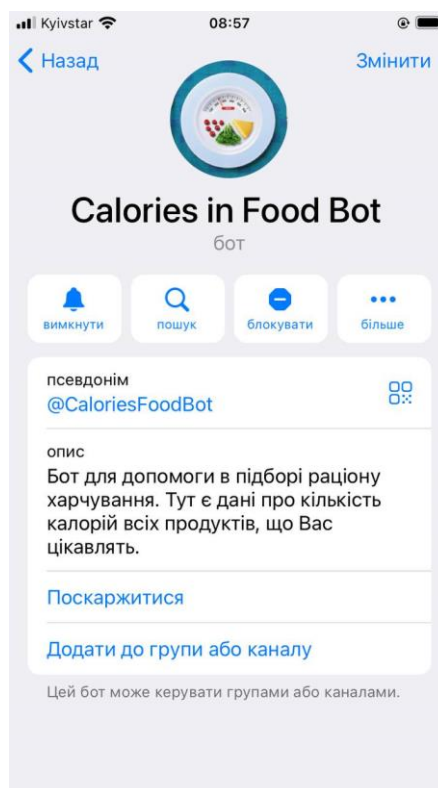 Kyivstar 08:57
Назад Змінити
Calories in Food Bot
бот
вимкнути пошук блокувати більше
псевдонім
@CaloriesFoodBot
опис
Бот для допомоги в підборі раціону
харчування. Тут є дані про кількість
калорій всіх продуктів, що Вас
цікавлять.
Поскаржитися
Додати до групи або каналу
Цей бот може керувати групами або каналами.